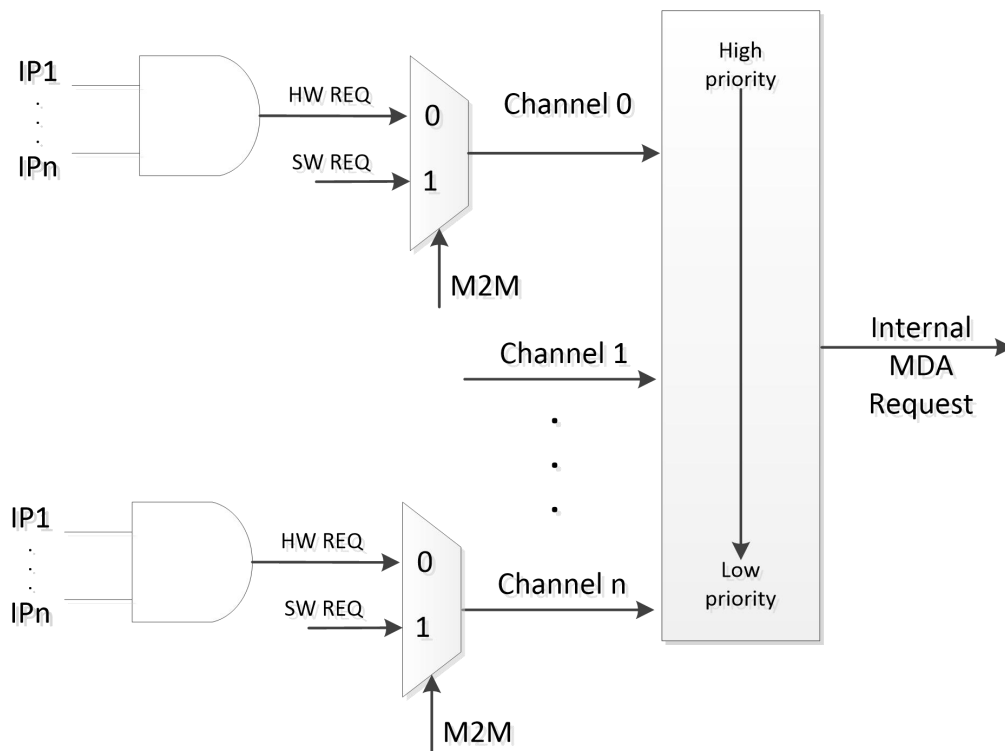 IP1
.
.
.
IPn
HW REQ
SW REQ
0
1
M2M
Channel 0
High
priority
Channel 1
.
.
.
Internal
MDA
Request
IP1
.
.
.
IPn
HW REQ
SW REQ
0
1
M2M
Channel n
Low
priority